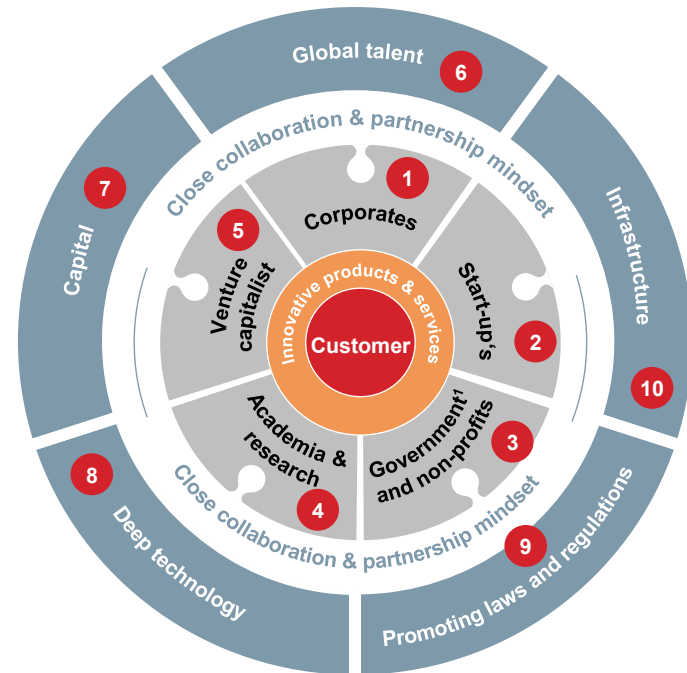 Global talent
6
Close collaboration & partnership mindset
7
Capital
1
Corporates
5
Venture
capitalist
Start-up‘s
2
Infrastructure
10
Innovative products & services
Customer
Academia &
research
4
Government¹
and non-profits
3
Close collaboration & partnership mindset
8
Deep technology
9
Promoting laws and regulations